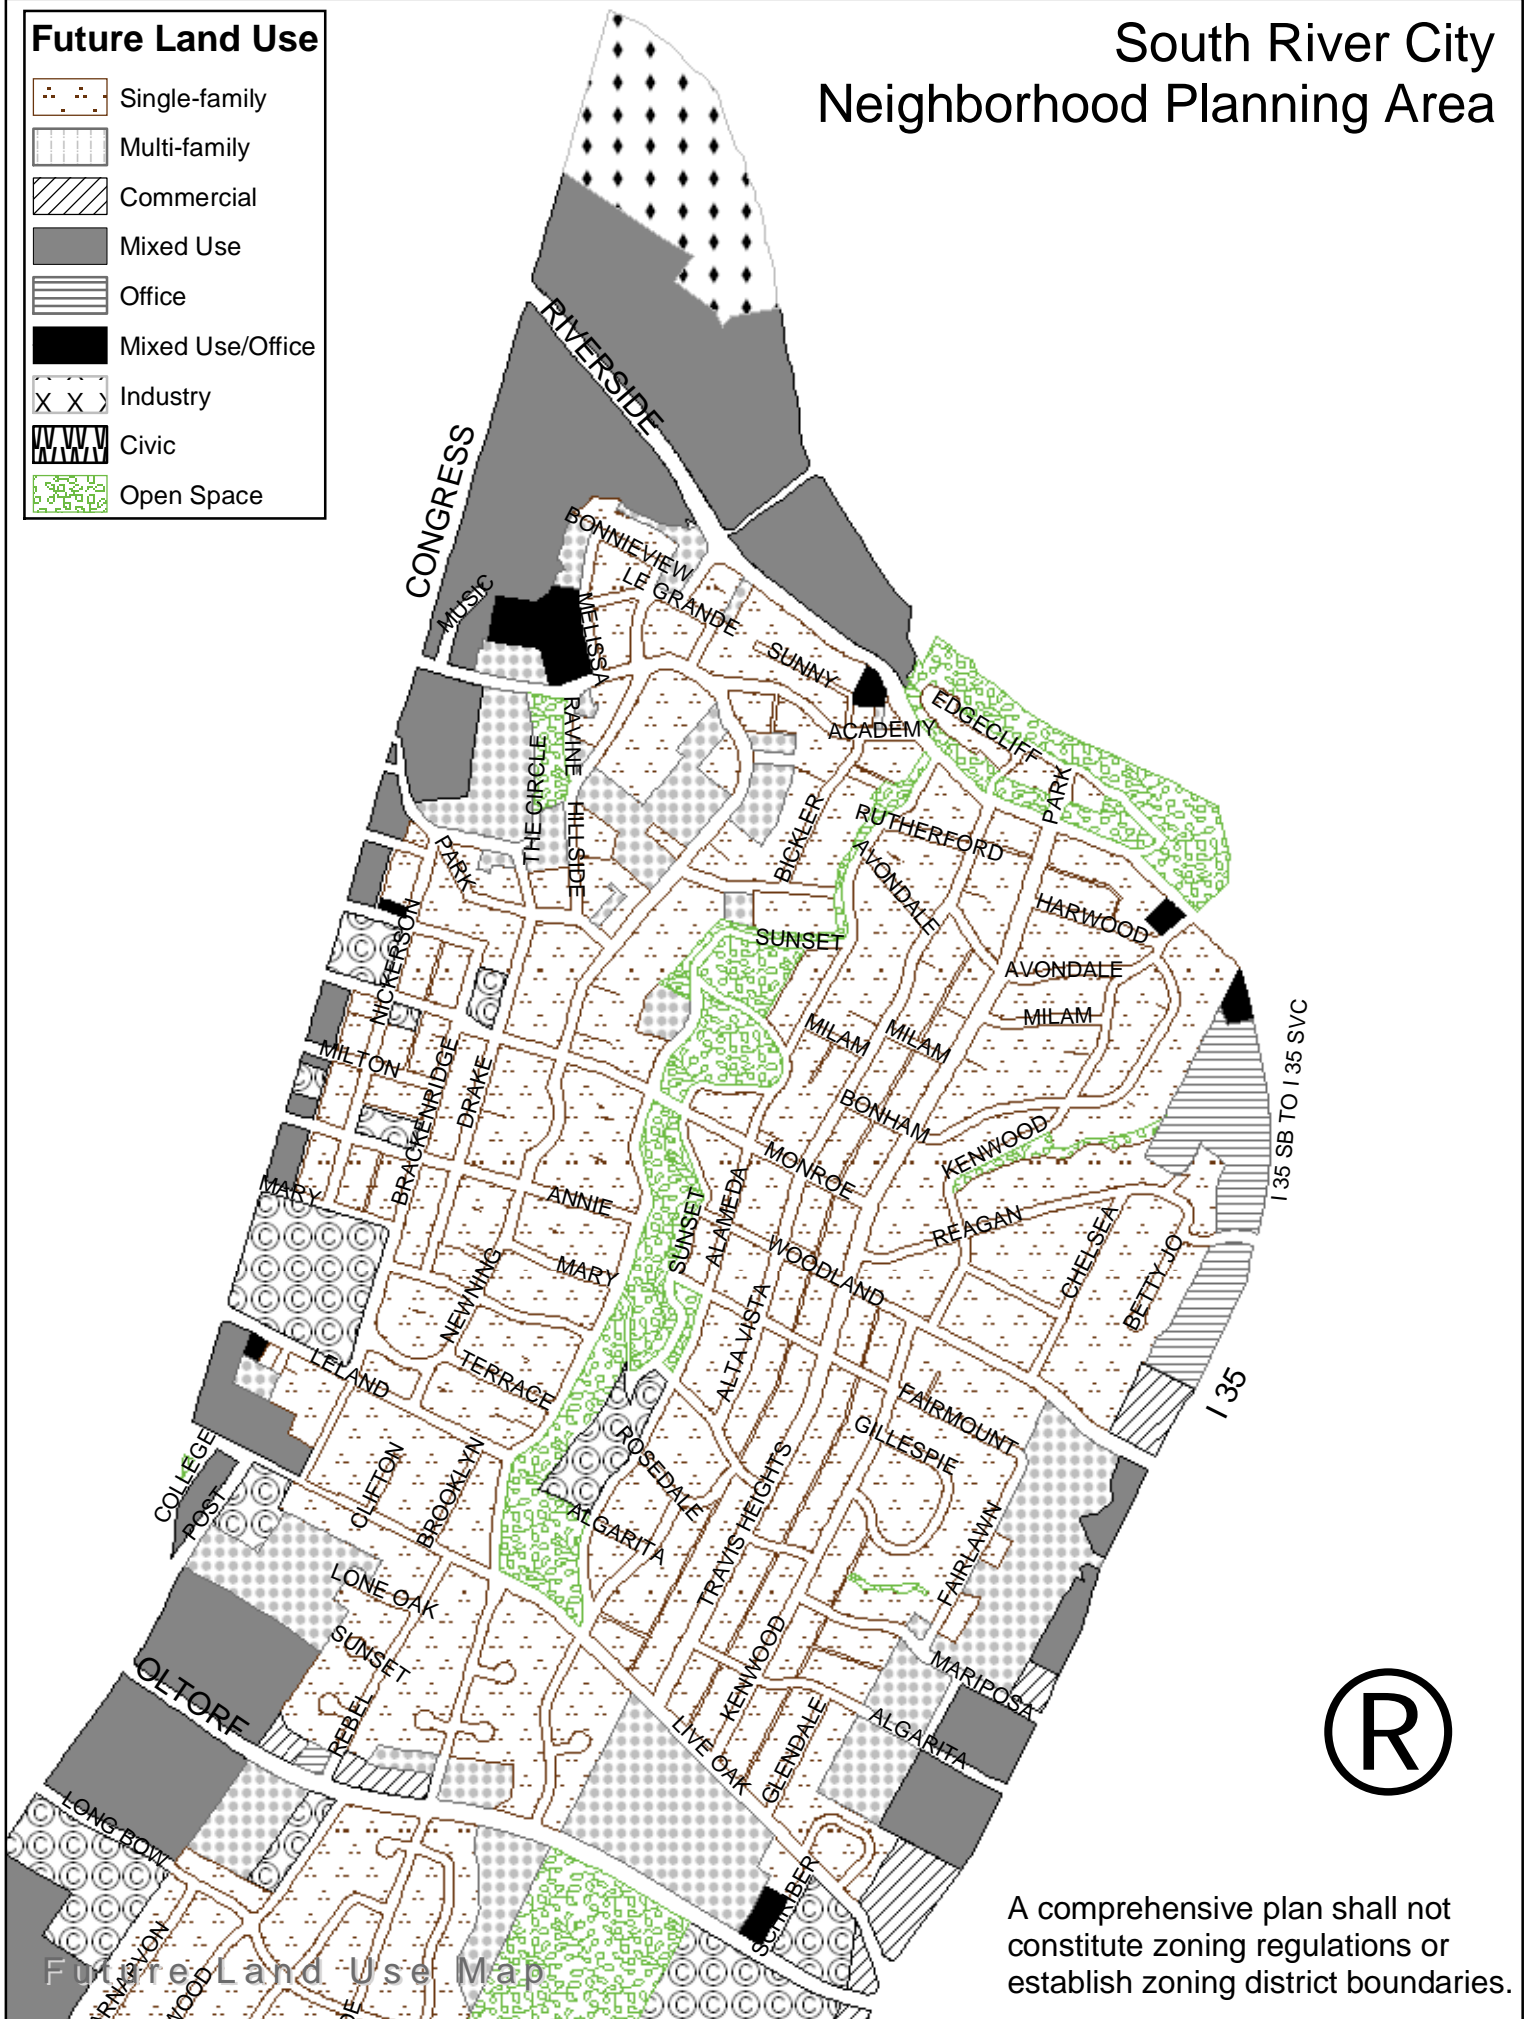 Future Land Use
Single-family
Multi-family
Commercial
Mixed Use
Office
Mixed Use/Office
Industry
Civic
Open Space
South River City
Neighborhood Planning Area
RIVERSIDE
CONGRESS
BONNIEVIEW
LE GRANDE
MUSIC
MELISSA
SUNNY
ACADEMY
EDGECLIFF
RAVINE
THE CIRCLE
HILLSIDE
PARK
BICKLER
RUTHERFORD
PARK
AVONDALE
HARWOOD
NICKERSON
SUNSET
AVONDALE
MILAM
MILAM
MILAM
MILTON
BRACKENRIDGE
DRAKE
BONHAM
KENWOOD
I 35 SB TO I 35 SVC
MONROE
MARY
ANNIE
SUNSET
ALAMEDA
REAGAN
CHELSEA
BETTY JO
WOODLAND
MARY
NEWNING
ALTA VISTA
LELAND
TERRACE
I 35
FAIRMOUNT
GILLESPIE
COLLEGE
POST
CLIFTON
BROOKLYN
ROSEDALE
TRAVIS HEIGHTS
ALGARITA
FAIRLAWN
LONE OAK
SUNSET
KENWOOD
MARIPOSA
OLTORF
REBEL
LIVE OAK
GLENDALE
ALGARITA
LONG BOW
SCHRIBER
R
A comprehensive plan shall not
constitute zoning regulations or
establish zoning district boundaries.
Future Land Use Map